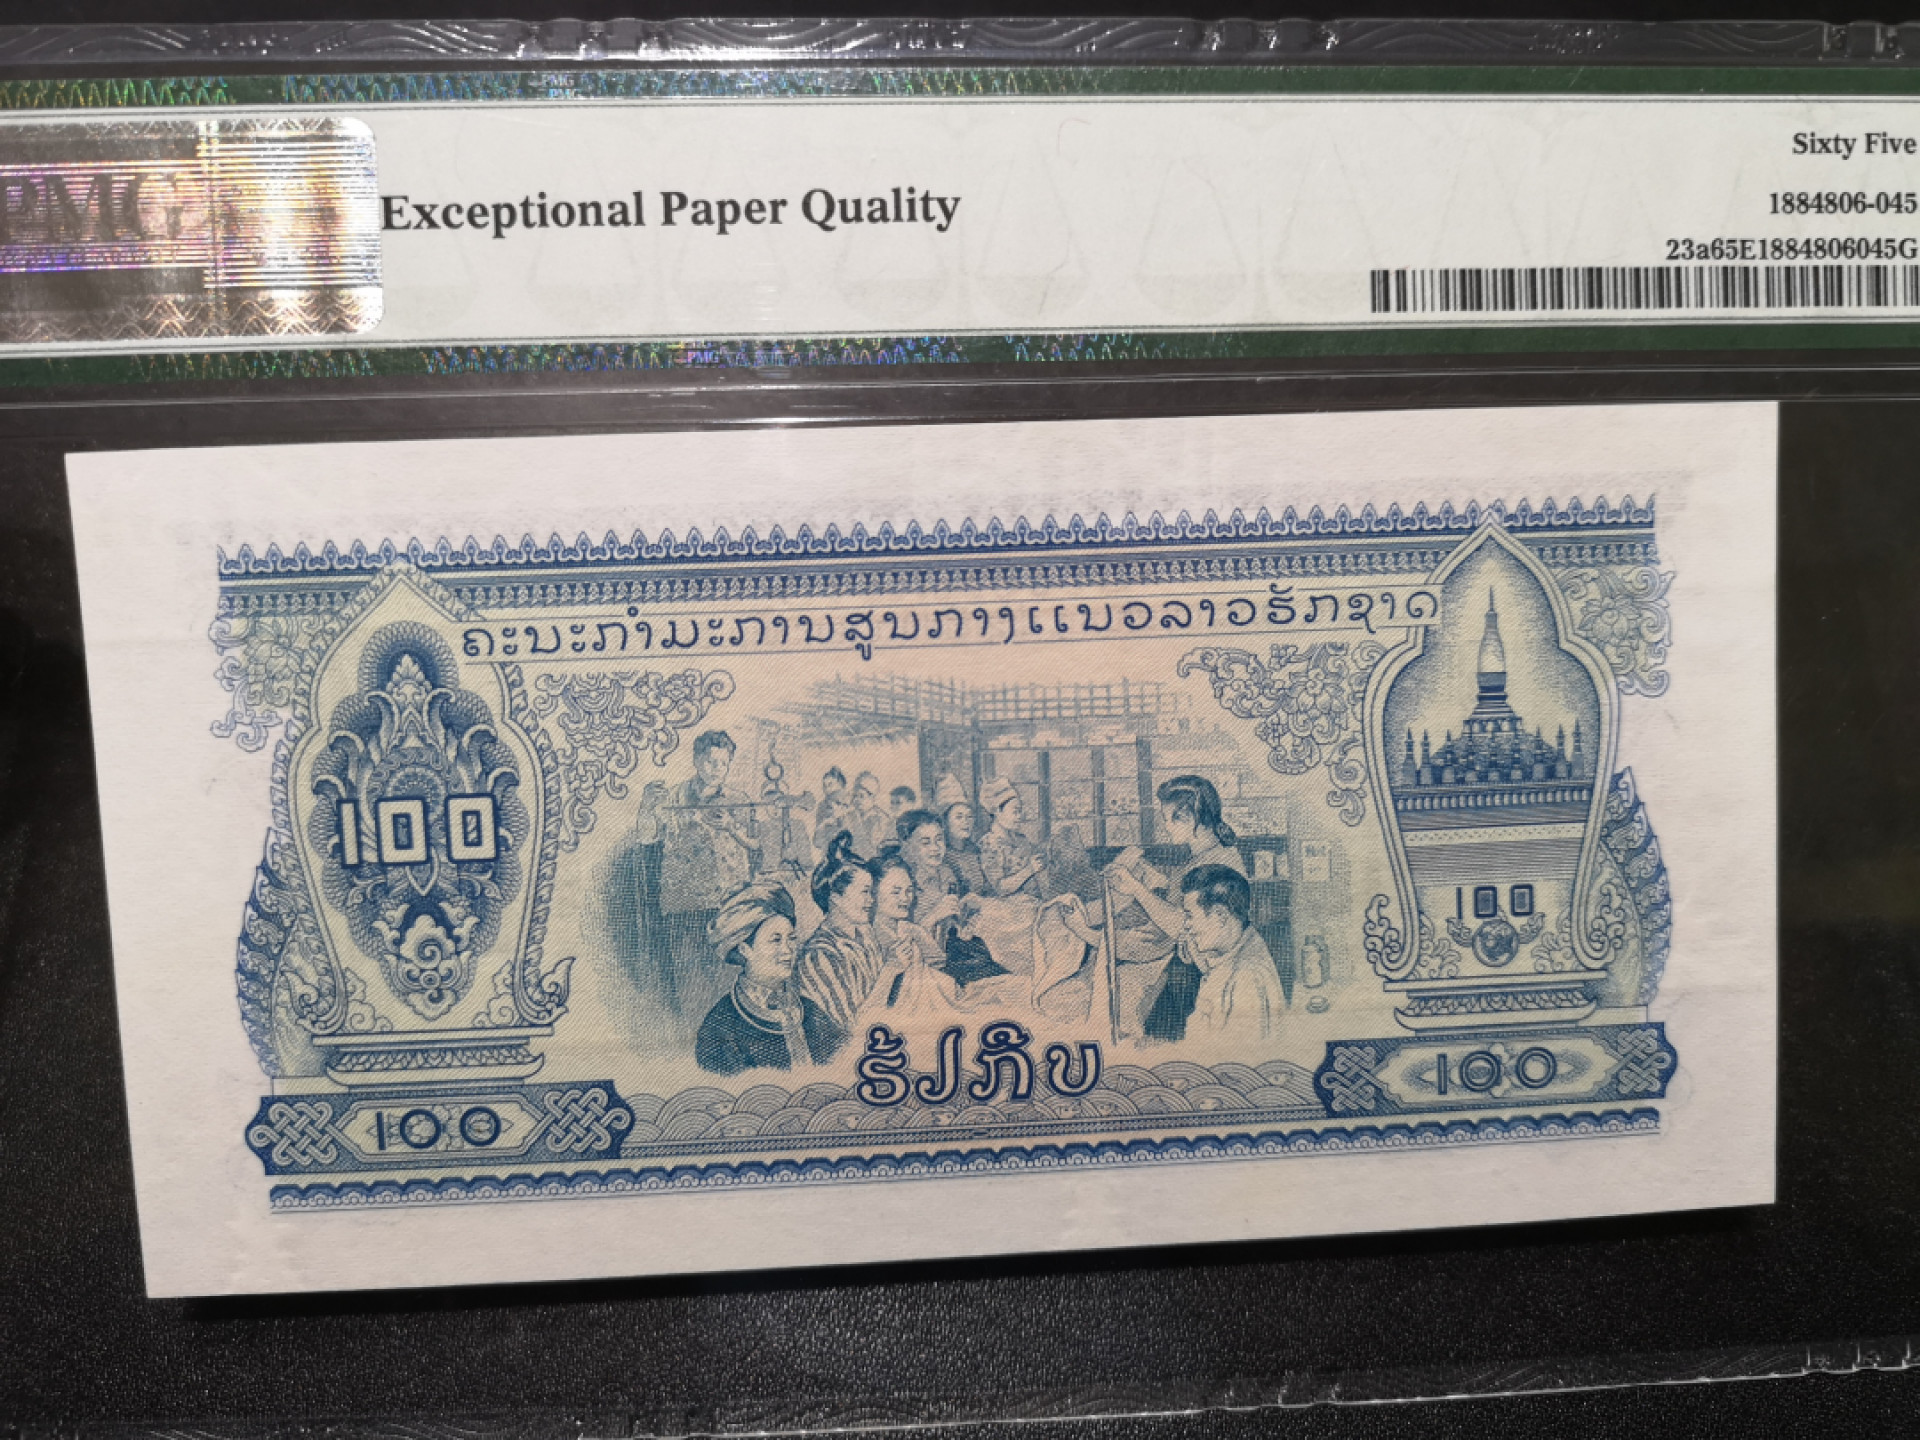 PMG
Exceptional Paper Quality
Sixty Five
1884806-045
23a65E1884806045G
ຄະນະກຳມະການສູນກາງແນວລາວຮັກຊາດ
100
100
ຮ້ຽກີບ
100
100